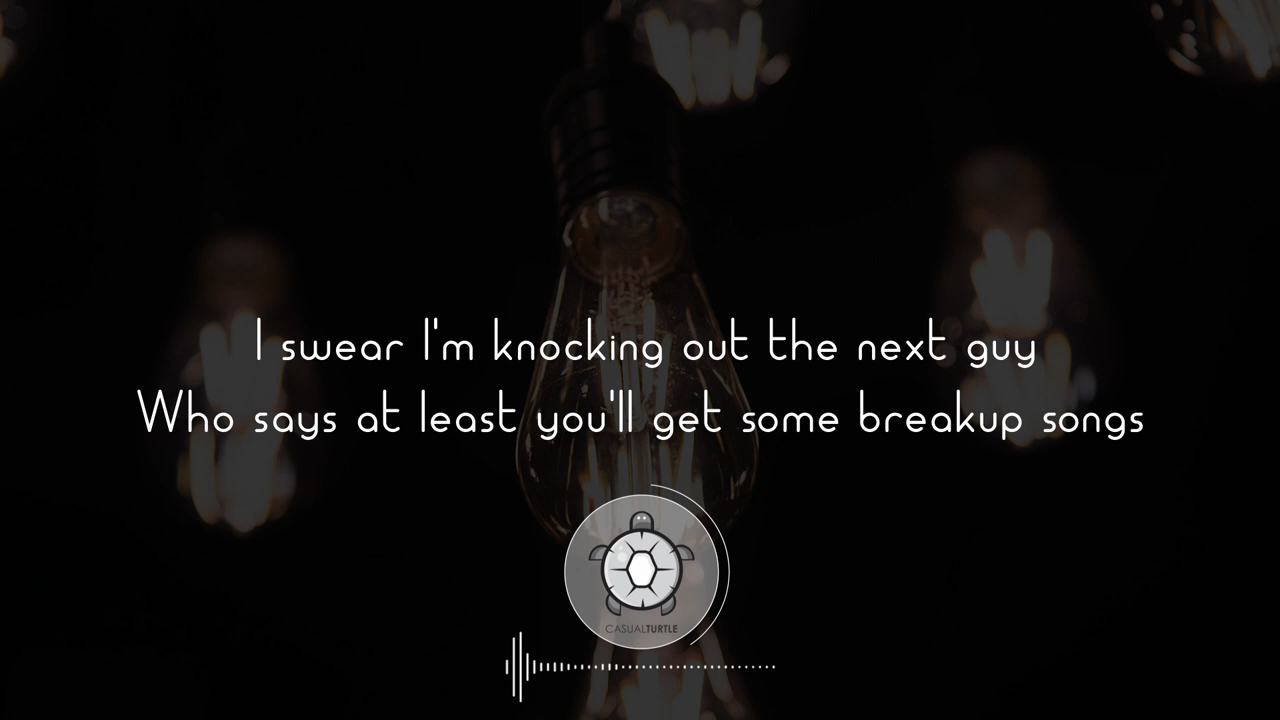 I swear I'm knocking out the next guy
Who says at least you'll get some breakup songs
CASUALTURTLE